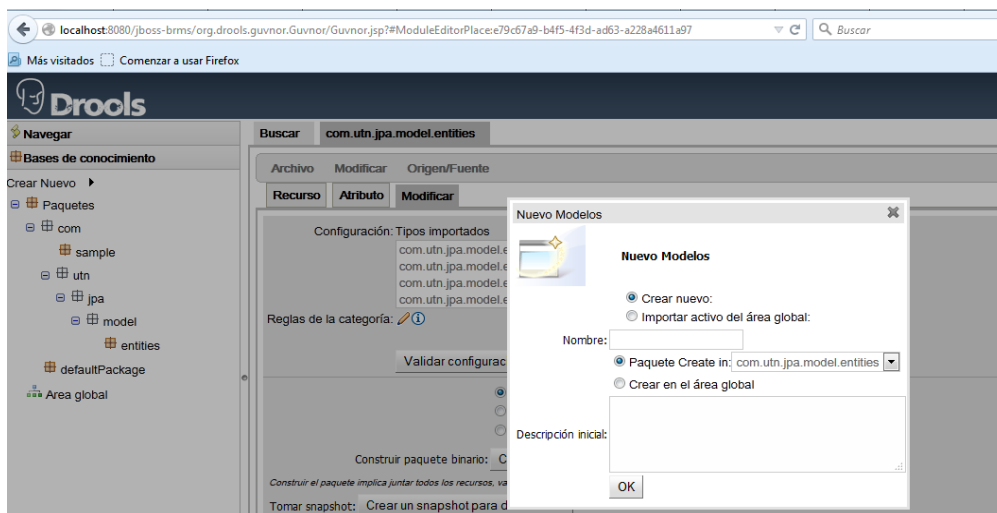 localhost:8080/jboss-brms/org.drools.guvnor.Guvnor/Guvnor.jsp?#ModuleEditorPlace:e79c67a9-b4f5-4f3d-ad63-a228a4611a97
Buscar
Más visitados Comenzar a usar Firefox
Drools
Navegar
Bases de conocimiento
Crear Nuevo
Paquetes
com
sample
utn
jpa
model
entities
defaultPackage
Area global
Buscar com.utn.jpa.model.entities
Archivo Modificar Origen/Fuente
Recurso Atributo Modificar
Configuración: Tipos importados
com.utn.jpa.model.e
com.utn.jpa.model.e
com.utn.jpa.model.e
com.utn.jpa.model.e
Reglas de la categoría:
Validar configurac
Construir paquete binario: C
Construir el paquete implica juntar todos los recursos, va
Tomar snapshot: Crear un snapshot para d
Nuevo Modelos
Nuevo Modelos
Crear nuevo:
Importar activo del área global:
Nombre:
Paquete Create in: com.utn.jpa.model.entities
Crear en el área global
Descripción inicial:
OK